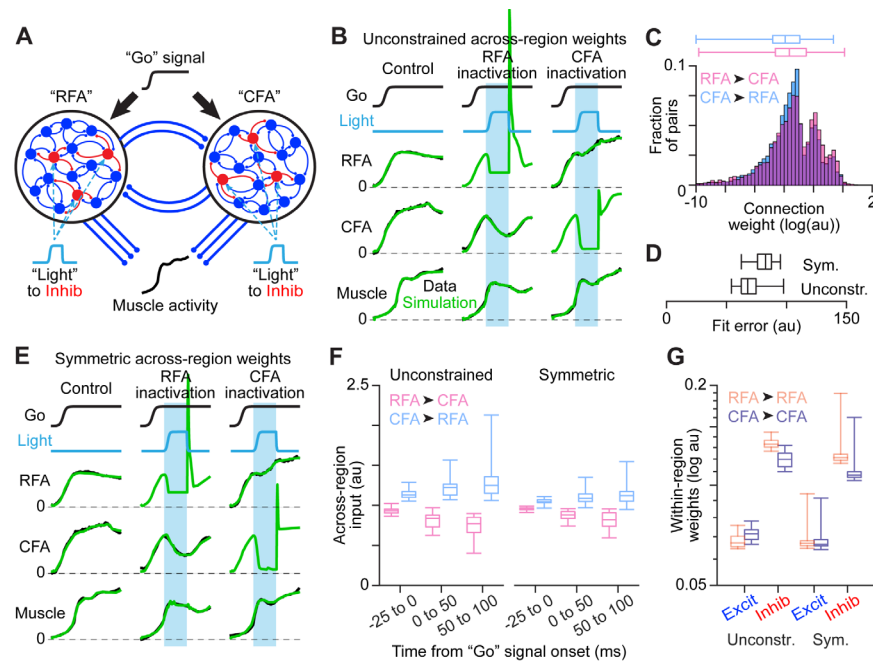 A
“Go” signal
“RFA”
“CFA”
“Light”
to Inhib
“Light”
to Inhib
Muscle activity
B
Unconstrained across-region weights
Control
RFA
inactivation
CFA
inactivation
Go
Light
RFA
0
CFA
0
Muscle
Data
Simulation
0
C
RFA ➤ CFA
CFA ➤ RFA
0.1
Fraction
of pairs
0
-10
2
Connection
weight (log(au))
D
Sym.
Unconstr.
0
150
Fit error (au)
E
Symmetric across-region weights
Control
RFA
inactivation
CFA
inactivation
Go
Light
RFA
0
CFA
0
Muscle
0
F
2.5
Unconstrained
Symmetric
RFA ➤ CFA
CFA ➤ RFA
Across-region
input (au)
0
-25 to 0
0 to 50
50 to 100
-25 to 0
0 to 50
50 to 100
Time from “Go” signal onset (ms)
G
0.2
RFA ➤ RFA
CFA ➤ CFA
Within-region
weights (log au)
0.05
Excit
Inhib
Excit
Inhib
Unconstr.
Sym.